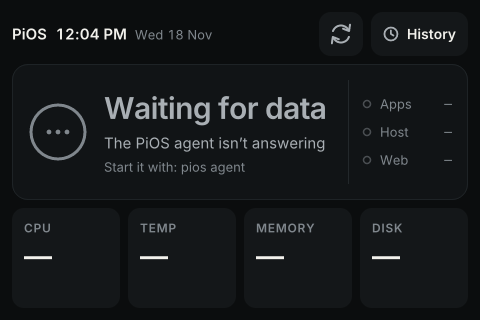 PiOS 12:04 PM Wed 18 Nov
History
Waiting for data
The PiOS agent isn’t answering
Start it with: pios agent
Apps –
Host –
Web –
CPU
—
TEMP
—
MEMORY
—
DISK
—